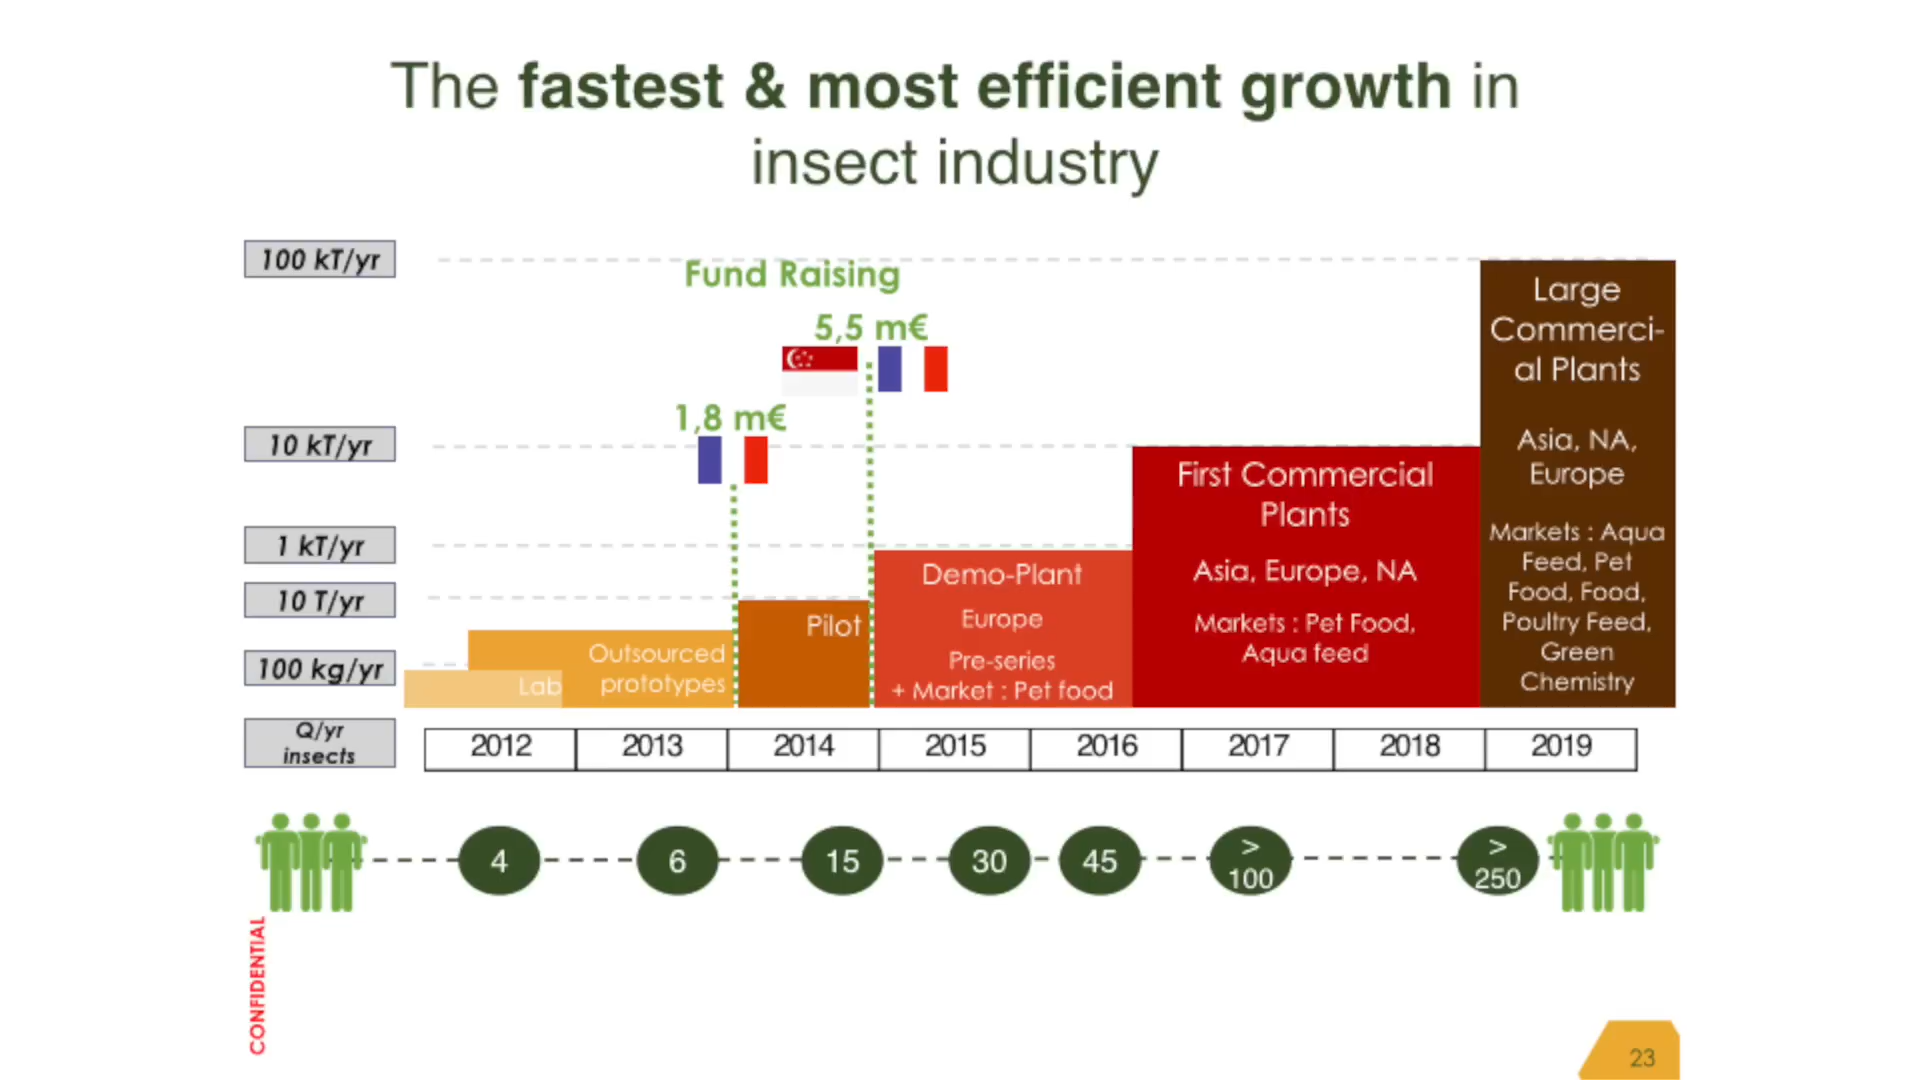 The fastest & most efficient growth in
insect industry
100 kT/yr
10 kT/yr
1 kT/yr
10 T/yr
100 kg/yr
Q/yr
insects
Fund Raising
5,5 m€
1,8 m€
Lab
Outsourced
prototypes
Pilot
Demo-Plant
Europe
Pre-series
+ Market : Pet food
First Commercial
Plants
Asia, Europe, NA
Markets : Pet Food,
Aqua feed
Large
Commerci-
al Plants
Asia, NA,
Europe
Markets : Aqua
Feed, Pet
Food, Food,
Poultry Feed,
Green
Chemistry
2012
2013
2014
2015
2016
2017
2018
2019
4
6
15
30
45
>
100
>
250
CONFIDENTIAL
23